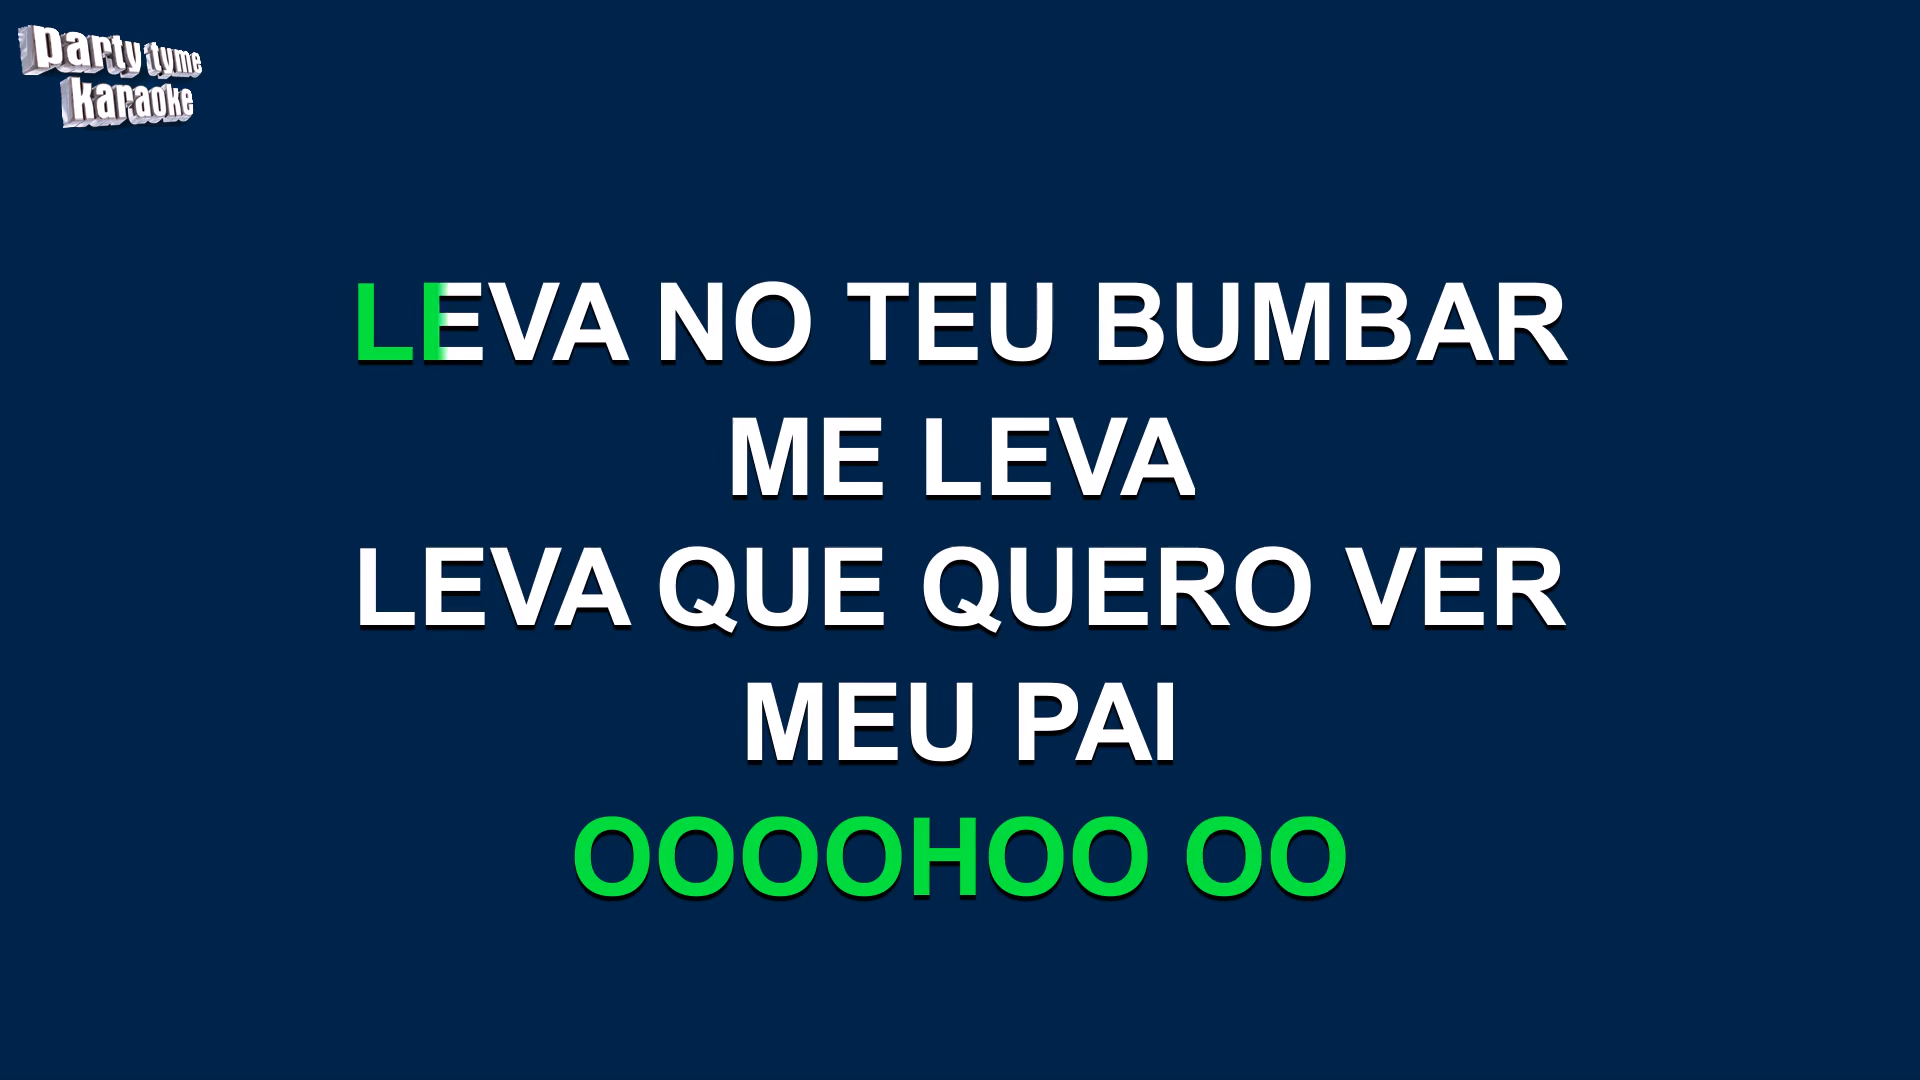 party tyme
karaoke
LEVA NO TEU BUMBAR
ME LEVA
LEVA QUE QUERO VER
MEU PAI
OOOOHOO OO